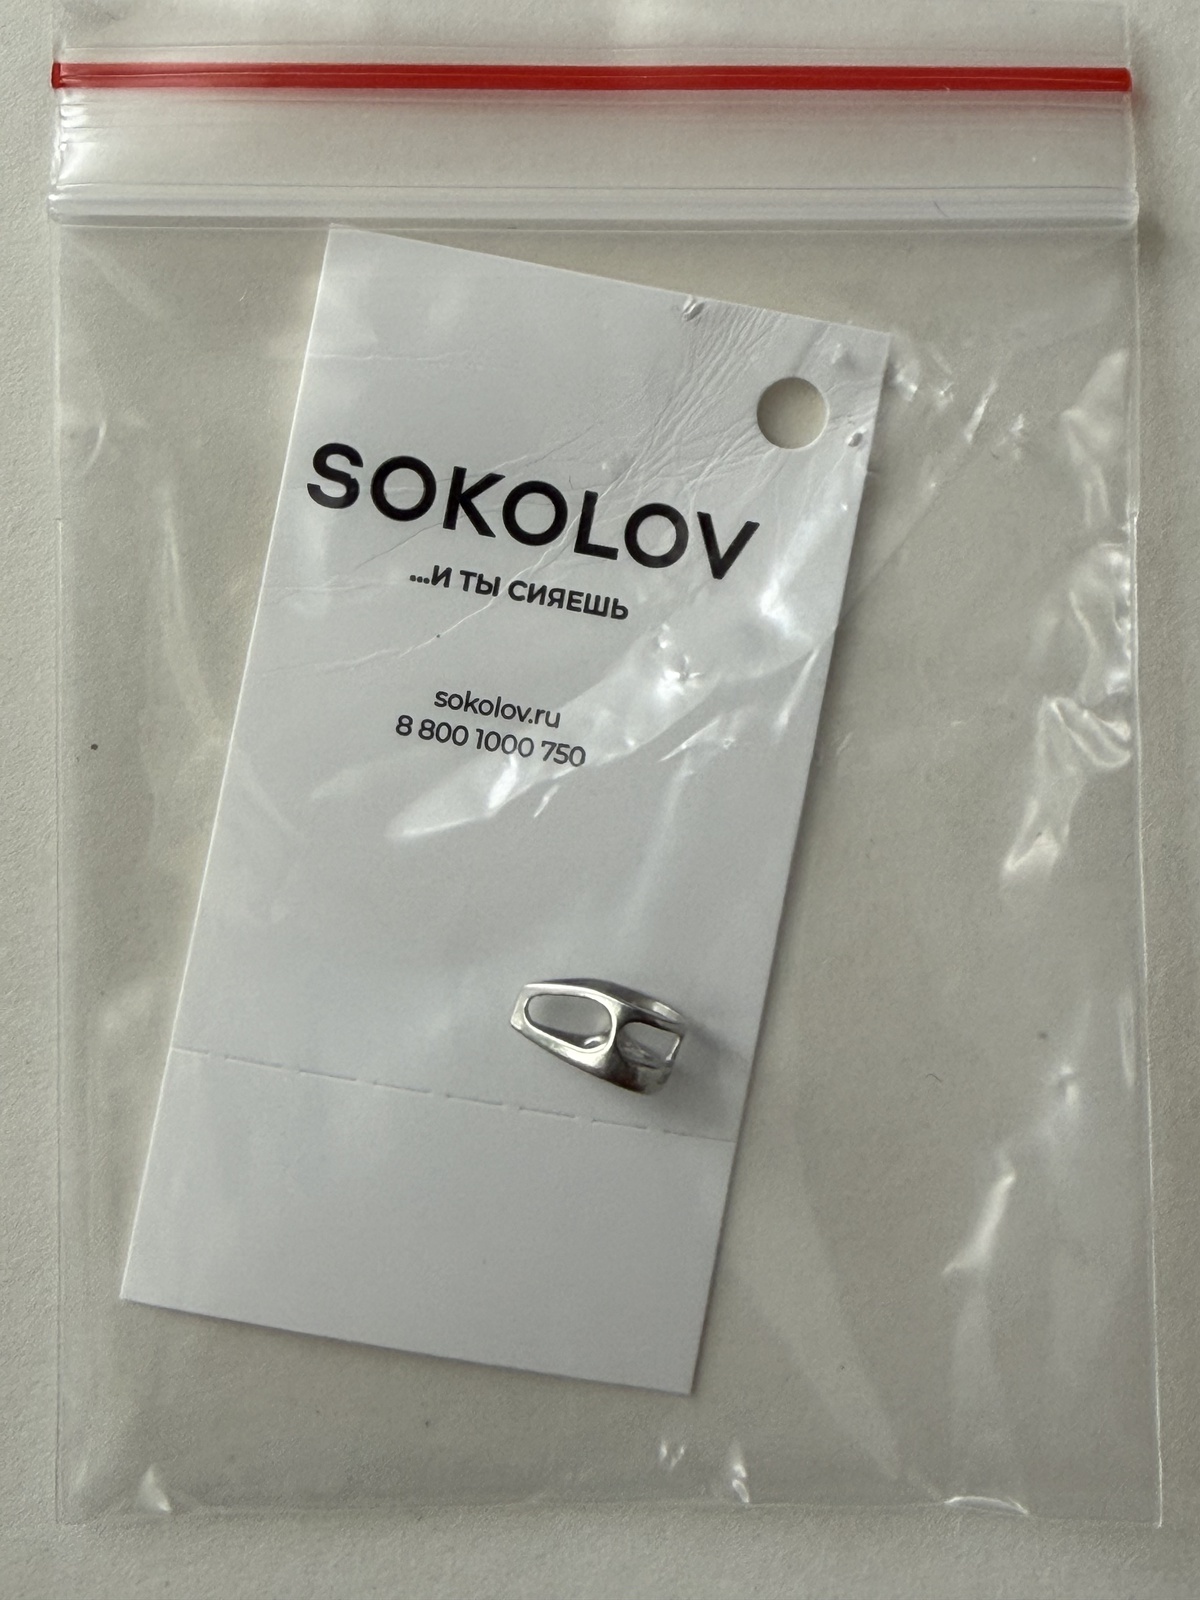 SOKOLOV
...И ТЫ СИЯЕШЬ
sokolov.ru
8 800 1000 750